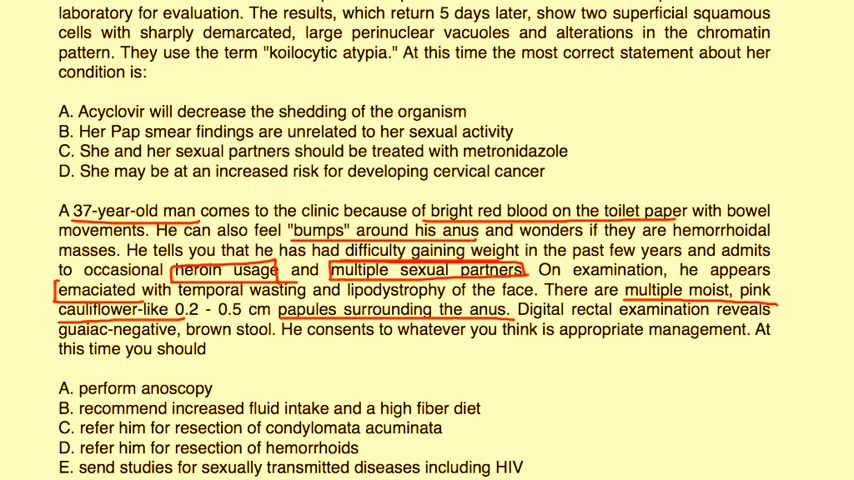 laboratory for evaluation. The results, which return 5 days later, show two superficial squamous
cells with sharply demarcated, large perinuclear vacuoles and alterations in the chromatin
pattern. They use the term "koilocytic atypia." At this time the most correct statement about her
condition is:
A. Acyclovir will decrease the shedding of the organism
B. Her Pap smear findings are unrelated to her sexual activity
C. She and her sexual partners should be treated with metronidazole
D. She may be at an increased risk for developing cervical cancer
A 37-year-old man comes to the clinic because of bright red blood on the toilet paper with bowel
movements. He can also feel "bumps" around his anus and wonders if they are hemorrhoidal
masses. He tells you that he has had difficulty gaining weight in the past few years and admits
to occasional heroin usage and multiple sexual partners. On examination, he appears
emaciated with temporal wasting and lipodystrophy of the face. There are multiple moist, pink
cauliflower-like 0.2 - 0.5 cm papules surrounding the anus. Digital rectal examination reveals
guaiac-negative, brown stool. He consents to whatever you think is appropriate management. At
this time you should
A. perform anoscopy
B. recommend increased fluid intake and a high fiber diet
C. refer him for resection of condylomata acuminata
D. refer him for resection of hemorrhoids
E. send studies for sexually transmitted diseases including HIV